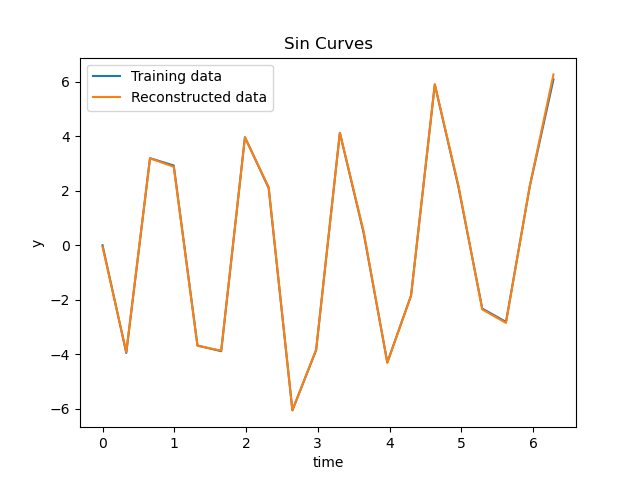 Sin Curves
Training data
Reconstructed data
6
4
2
0
−2
−4
−6
y
0 1 2 3 4 5 6
time